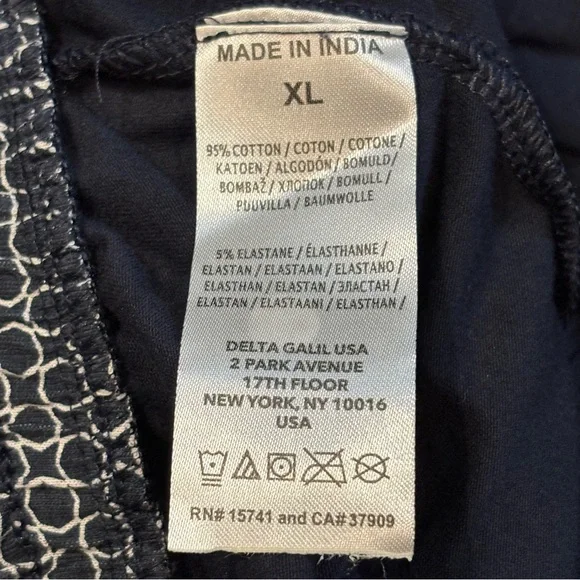 MADE IN INDIA
XL
95% COTTON / COTON / COTONE /
KATOEN / ALGODÓN / BOMULD /
BOMBAŽ / ХЛОПОК / BOMULL /
PUUVILLA / BAUMWOLLE
5% ELASTANE / ÉLASTHANNE /
ELASTAN / ELASTAAN / ELASTANO /
ELASTHAN / ELASTAN / ЭЛАСТАН /
ELASTAN / ELASTAANI / ELASTHAN /
DELTA GALIL USA
2 PARK AVENUE
17TH FLOOR
NEW YORK, NY 10016
USA
RN# 15741 and CA# 37909